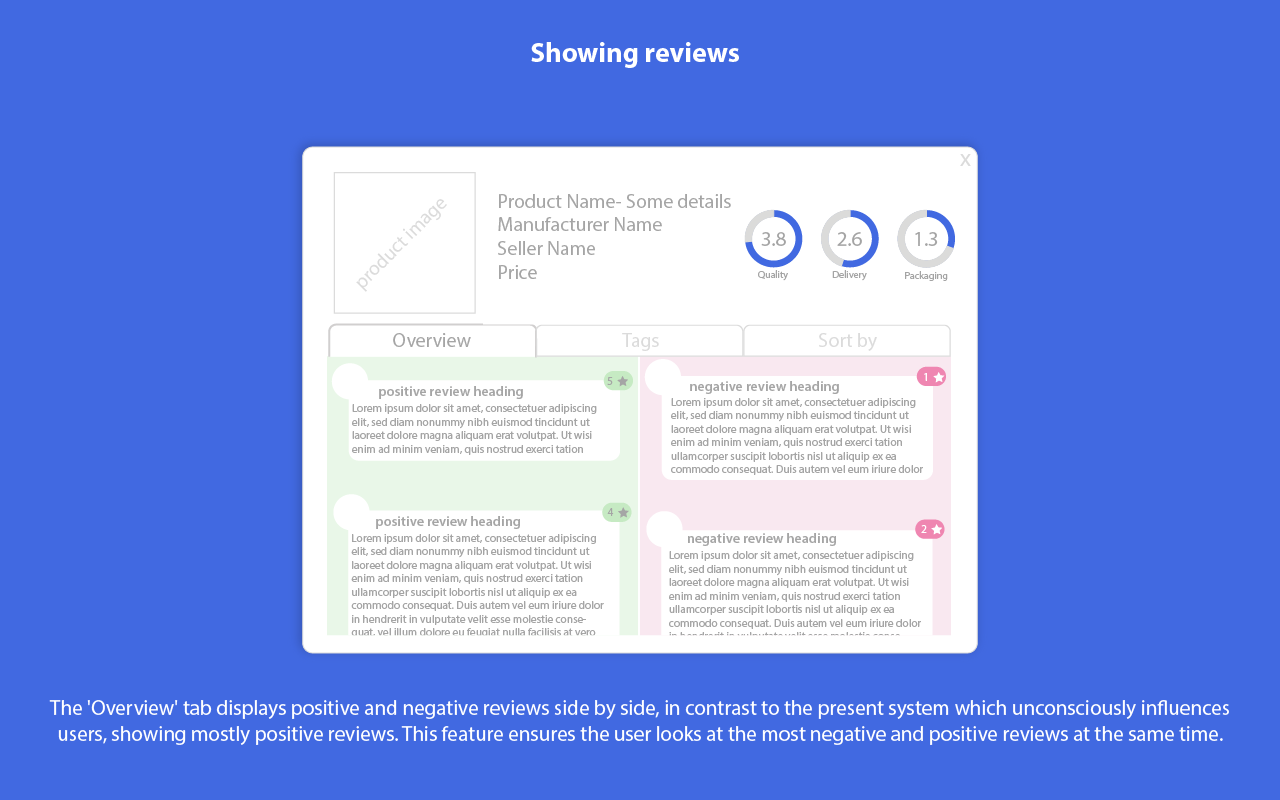 Showing reviews
X
product image
Product Name- Some details
Manufacturer Name
Seller Name
Price
3.8
Quality
2.6
Delivery
1.3
Packaging
Overview
Tags
Sort by
positive review heading
5
Lorem ipsum dolor sit amet, consectetuer adipiscing
elit, sed diam nonummy nibh euismod tincidunt ut
laoreet dolore magna aliquam erat volutpat. Ut wisi
enim ad minim veniam, quis nostrud exerci tation
positive review heading
4
Lorem ipsum dolor sit amet, consectetuer adipiscing
elit, sed diam nonummy nibh euismod tincidunt ut
laoreet dolore magna aliquam erat volutpat. Ut wisi
enim ad minim veniam, quis nostrud exerci tation
ullamcorper suscipit lobortis nisl ut aliquip ex ea
commodo consequat. Duis autem vel eum iriure dolor
in hendrerit in vulputate velit esse molestie conse-
quat, vel illum dolore eu feugiat nulla facilisis at vero
negative review heading
1
Lorem ipsum dolor sit amet, consectetuer adipiscing
elit, sed diam nonummy nibh euismod tincidunt ut
laoreet dolore magna aliquam erat volutpat. Ut wisi
enim ad minim veniam, quis nostrud exerci tation
ullamcorper suscipit lobortis nisl ut aliquip ex ea
commodo consequat. Duis autem vel eum iriure dolor
negative review heading
2
Lorem ipsum dolor sit amet, consectetuer adipiscing
elit, sed diam nonummy nibh euismod tincidunt ut
laoreet dolore magna aliquam erat volutpat. Ut wisi
enim ad minim veniam, quis nostrud exerci tation
ullamcorper suscipit lobortis nisl ut aliquip ex ea
commodo consequat. Duis autem vel eum iriure dolor
in hendrerit in vulputate velit esse molestie conse-
The 'Overview' tab displays positive and negative reviews side by side, in contrast to the present system which unconsciously influences
users, showing mostly positive reviews. This feature ensures the user looks at the most negative and positive reviews at the same time.